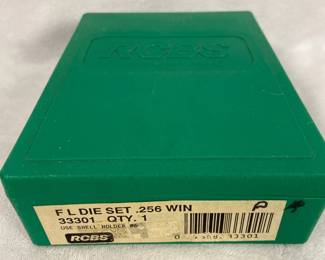 RCBS
F L DIE SET .256 WIN
33301 QTY. 1
USE SHELL HOLDER #6
RCBS
33301